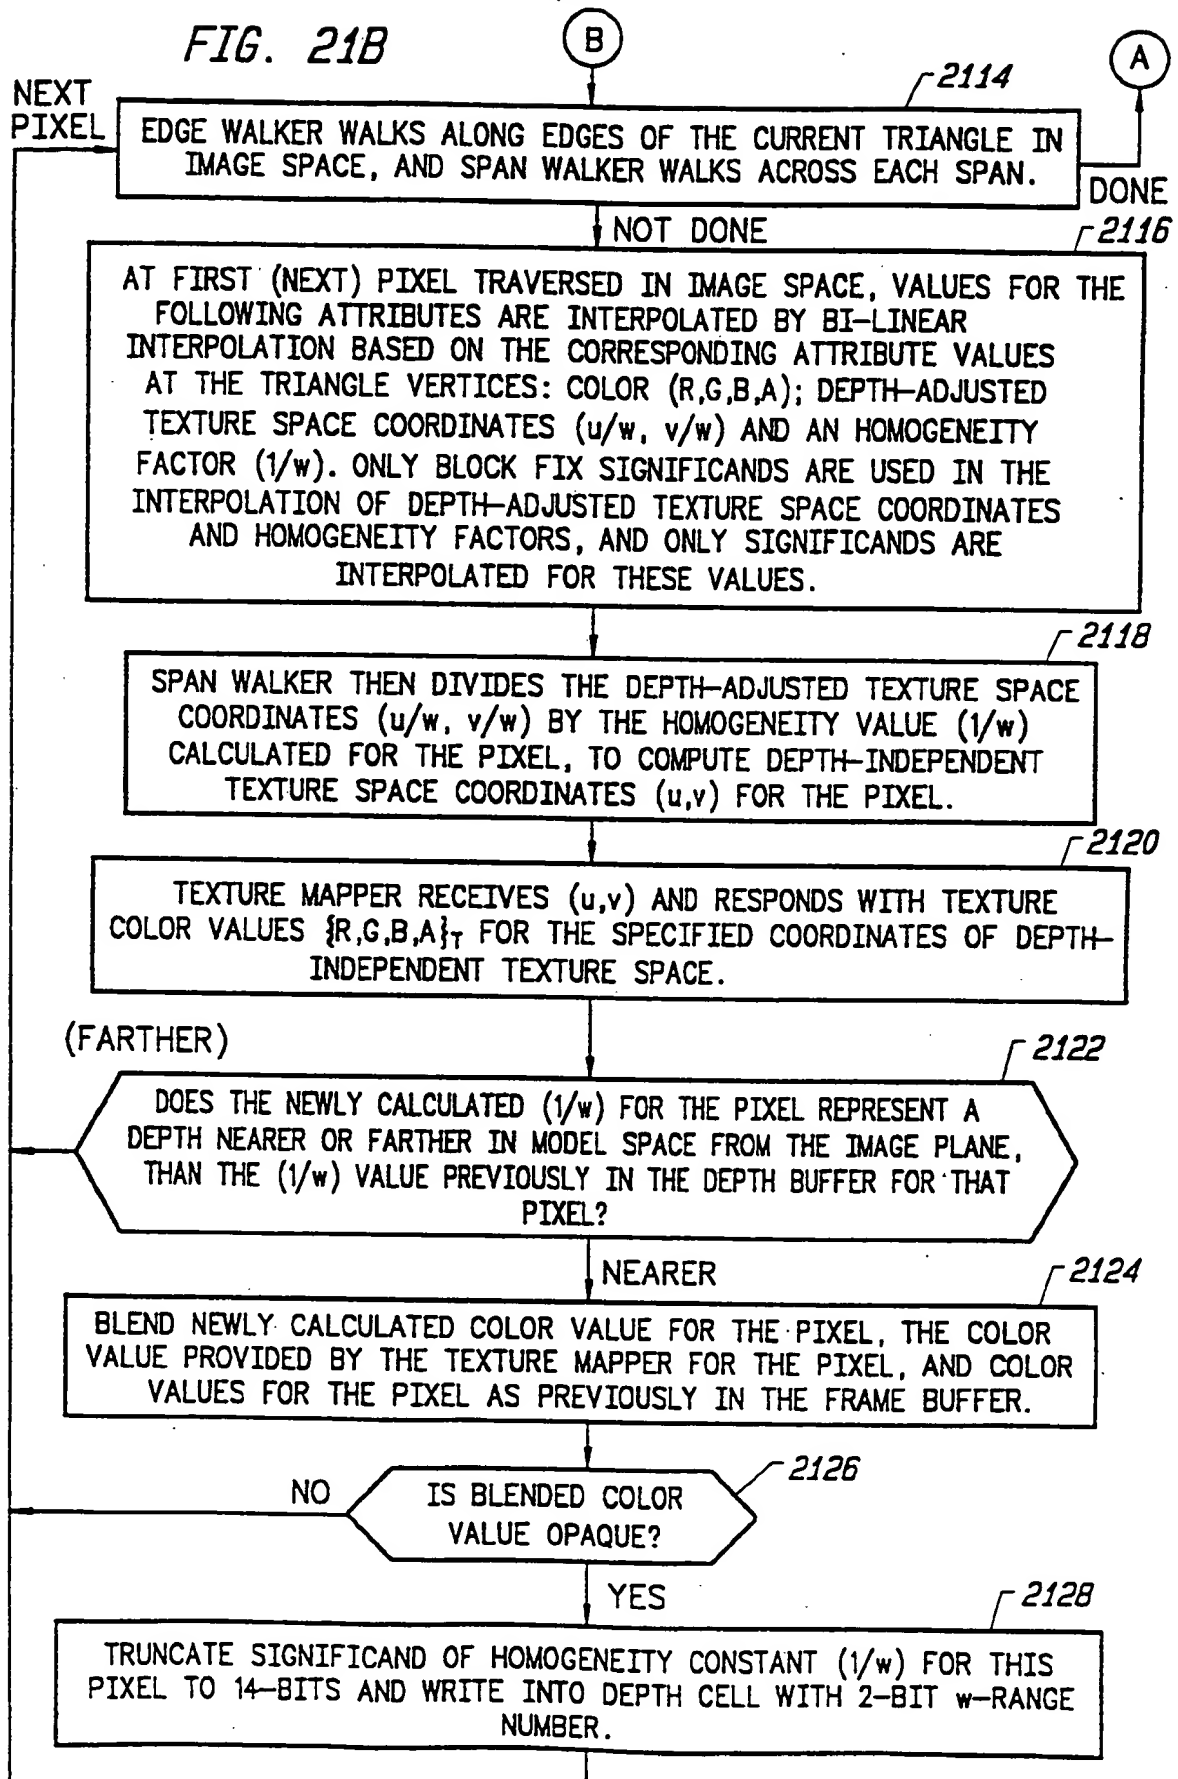 FIG. 21B
B
A
NEXT
PIXEL
2114
EDGE WALKER WALKS ALONG EDGES OF THE CURRENT TRIANGLE IN
IMAGE SPACE, AND SPAN WALKER WALKS ACROSS EACH SPAN.
DONE
NOT DONE
2116
AT FIRST (NEXT) PIXEL TRAVERSED IN IMAGE SPACE, VALUES FOR THE
FOLLOWING ATTRIBUTES ARE INTERPOLATED BY BI-LINEAR
INTERPOLATION BASED ON THE CORRESPONDING ATTRIBUTE VALUES
AT THE TRIANGLE VERTICES: COLOR (R,G,B,A); DEPTH-ADJUSTED
TEXTURE SPACE COORDINATES (u/w, v/w) AND AN HOMOGENEITY
FACTOR (1/w). ONLY BLOCK FIX SIGNIFICANDS ARE USED IN THE
INTERPOLATION OF DEPTH-ADJUSTED TEXTURE SPACE COORDINATES
AND HOMOGENEITY FACTORS, AND ONLY SIGNIFICANDS ARE
INTERPOLATED FOR THESE VALUES.
2118
SPAN WALKER THEN DIVIDES THE DEPTH-ADJUSTED TEXTURE SPACE
COORDINATES (u/w, v/w) BY THE HOMOGENEITY VALUE (1/w)
CALCULATED FOR THE PIXEL, TO COMPUTE DEPTH-INDEPENDENT
TEXTURE SPACE COORDINATES (u,v) FOR THE PIXEL.
2120
TEXTURE MAPPER RECEIVES (u,v) AND RESPONDS WITH TEXTURE
COLOR VALUES {R,G,B,A}T FOR THE SPECIFIED COORDINATES OF DEPTH-
INDEPENDENT TEXTURE SPACE.
(FARTHER)
2122
DOES THE NEWLY CALCULATED (1/w) FOR THE PIXEL REPRESENT A
DEPTH NEARER OR FARTHER IN MODEL SPACE FROM THE IMAGE PLANE,
THAN THE (1/w) VALUE PREVIOUSLY IN THE DEPTH BUFFER FOR THAT
PIXEL?
NEARER
2124
BLEND NEWLY CALCULATED COLOR VALUE FOR THE PIXEL, THE COLOR
VALUE PROVIDED BY THE TEXTURE MAPPER FOR THE PIXEL, AND COLOR
VALUES FOR THE PIXEL AS PREVIOUSLY IN THE FRAME BUFFER.
2126
NO
IS BLENDED COLOR
VALUE OPAQUE?
YES
2128
TRUNCATE SIGNIFICAND OF HOMOGENEITY CONSTANT (1/w) FOR THIS
PIXEL TO 14-BITS AND WRITE INTO DEPTH CELL WITH 2-BIT w-RANGE
NUMBER.